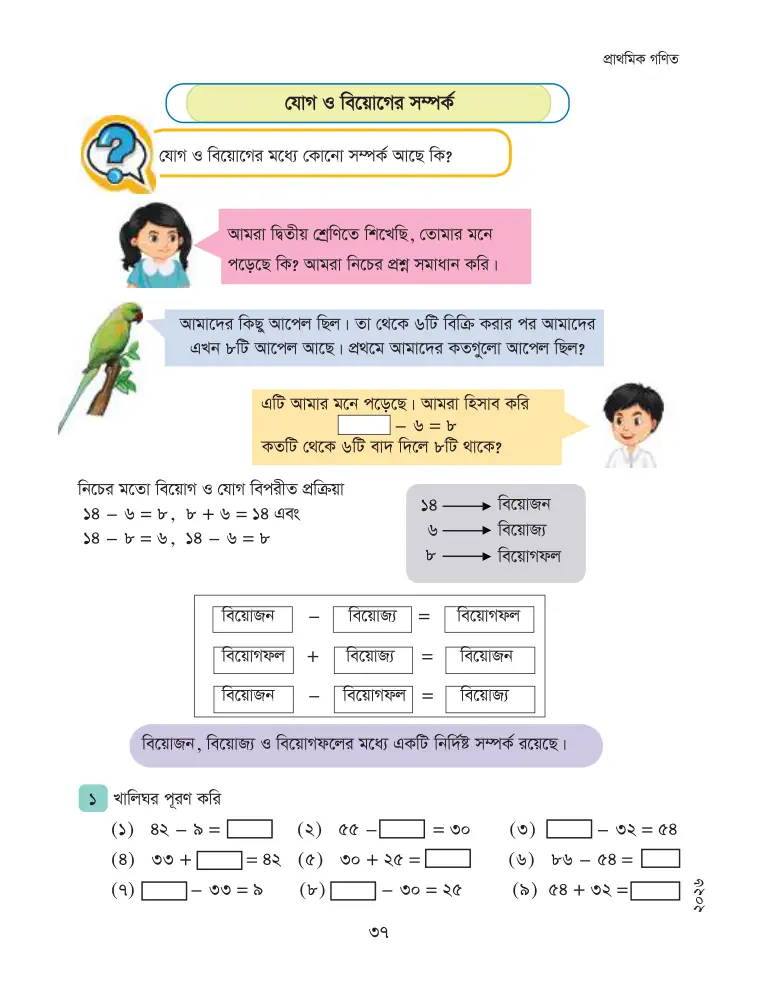 প্রাথমিক গণিত
যোগ ও বিয়োগের সম্পর্ক
যোগ ও বিয়োগের মধ্যে কোনো সম্পর্ক আছে কি?
আমরা দ্বিতীয় শ্রেণিতে শিখেছি, তোমার মনে
পড়েছে কি? আমরা নিচের প্রশ্ন সমাধান করি।
আমাদের কিছু আপেল ছিল। তা থেকে ৬টি বিক্রি করার পর আমাদের
এখন ৮টি আপেল আছে। প্রথমে আমাদের কতগুলো আপেল ছিল?
এটি আমার মনে পড়েছে। আমরা হিসাব করি
– ৬ = ৮
কতটি থেকে ৬টি বাদ দিলে ৮টি থাকে?
নিচের মতো বিয়োগ ও যোগ বিপরীত প্রক্রিয়া
১৪ – ৬ = ৮, ৮ + ৬ = ১৪ এবং
১৪ – ৮ = ৬, ১৪ – ৬ = ৮
১৪ ⟶ বিয়োজন
৬ ⟶ বিয়োজ্য
৮ ⟶ বিয়োগফল
বিয়োজন – বিয়োজ্য = বিয়োগফল
বিয়োগফল + বিয়োজ্য = বিয়োজন
বিয়োজন – বিয়োগফল = বিয়োজ্য
বিয়োজন, বিয়োজ্য ও বিয়োগফলের মধ্যে একটি নির্দিষ্ট সম্পর্ক রয়েছে।
১ খালিঘর পূরণ করি
(১) ৪২ – ৯ = (২) ৫৫ – = ৩০ (৩) – ৩২ = ৫৪
(৪) ৩৩ + = ৪২ (৫) ৩০ + ২৫ = (৬) ৮৬ – ৫৪ =
(৭) – ৩৩ = ৯ (৮) – ৩০ = ২৫ (৯) ৫৪ + ৩২ =
২০২৬
৩৭